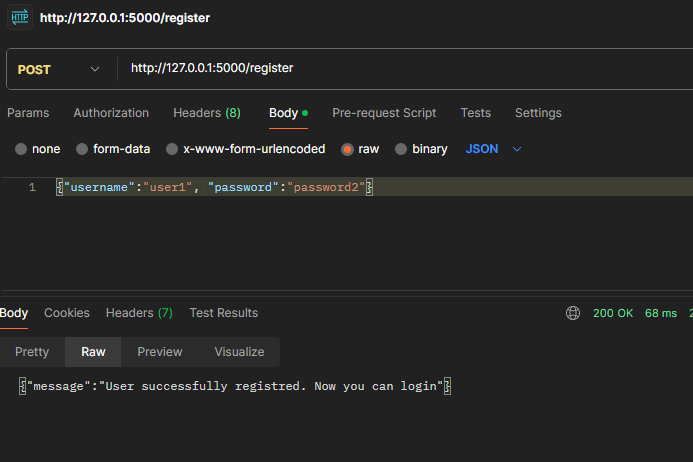 HTTP http://127.0.0.1:5000/register
POST http://127.0.0.1:5000/register
Params Authorization Headers (8) Body Pre-request Script Tests Settings
none form-data x-www-form-urlencoded raw binary JSON
1 {"username":"user1", "password":"password2"}
Body Cookies Headers (7) Test Results 200 OK 68 ms 2
Pretty Raw Preview Visualize
{"message":"User successfully registred. Now you can login"}